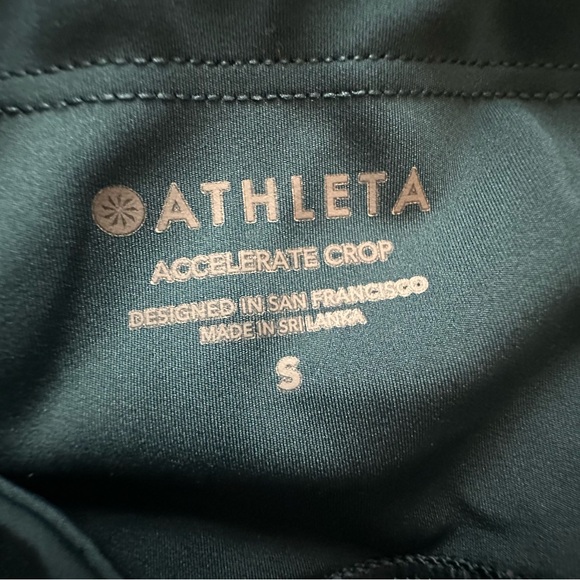 ATHLETA
ACCELERATE CROP
DESIGNED IN SAN FRANCISCO
MADE IN SRI LANKA
S